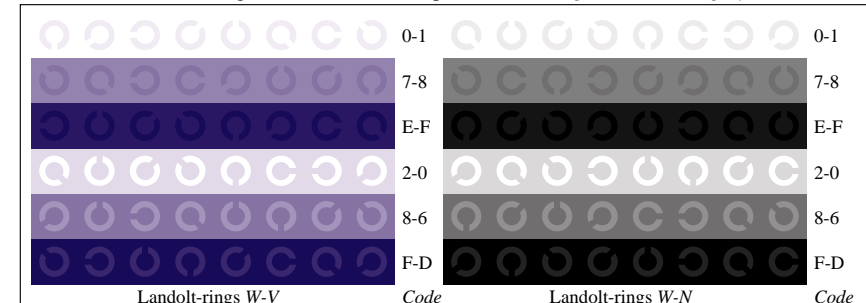 0-1 0-1
7-8 7-8
E-F E-F
2-0 2-0
8-6 8-6
F-D F-D
Landolt-rings W-V Code Landolt-rings W-N Code